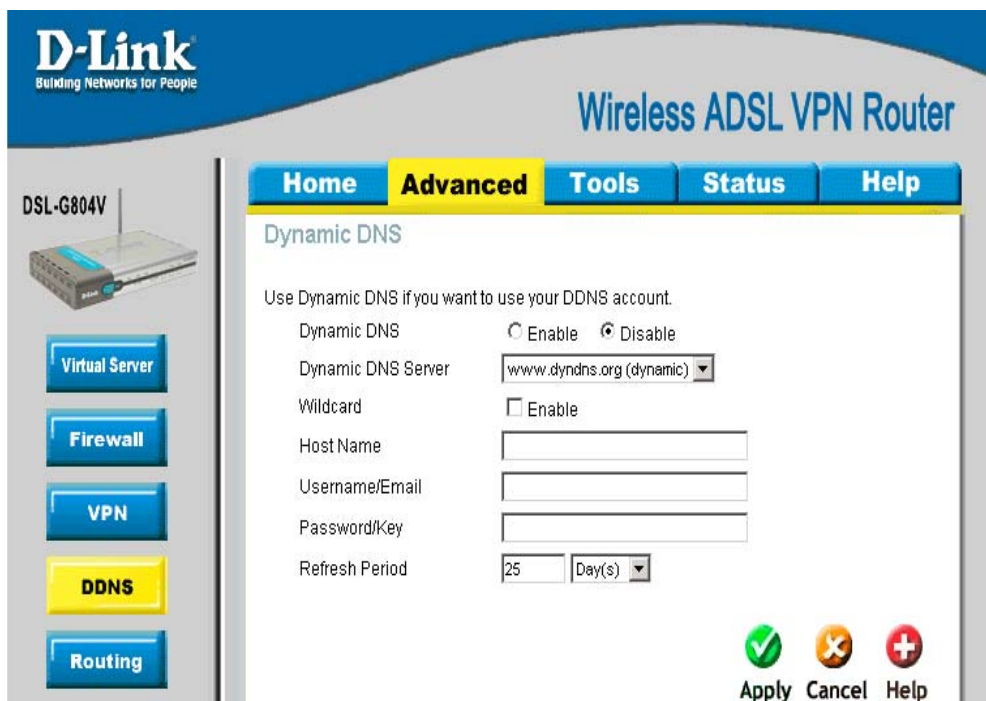 D-Link
Building Networks for People
Wireless ADSL VPN Router
DSL-G804V
Home Advanced Tools Status Help
Dynamic DNS
Use Dynamic DNS if you want to use your DDNS account.
Dynamic DNS Enable Disable
Dynamic DNS Server www.dyndns.org (dynamic)
Wildcard Enable
Host Name
Username/Email
Password/Key
Refresh Period 25 Day(s)
Virtual Server
Firewall
VPN
DDNS
Routing
Apply Cancel Help